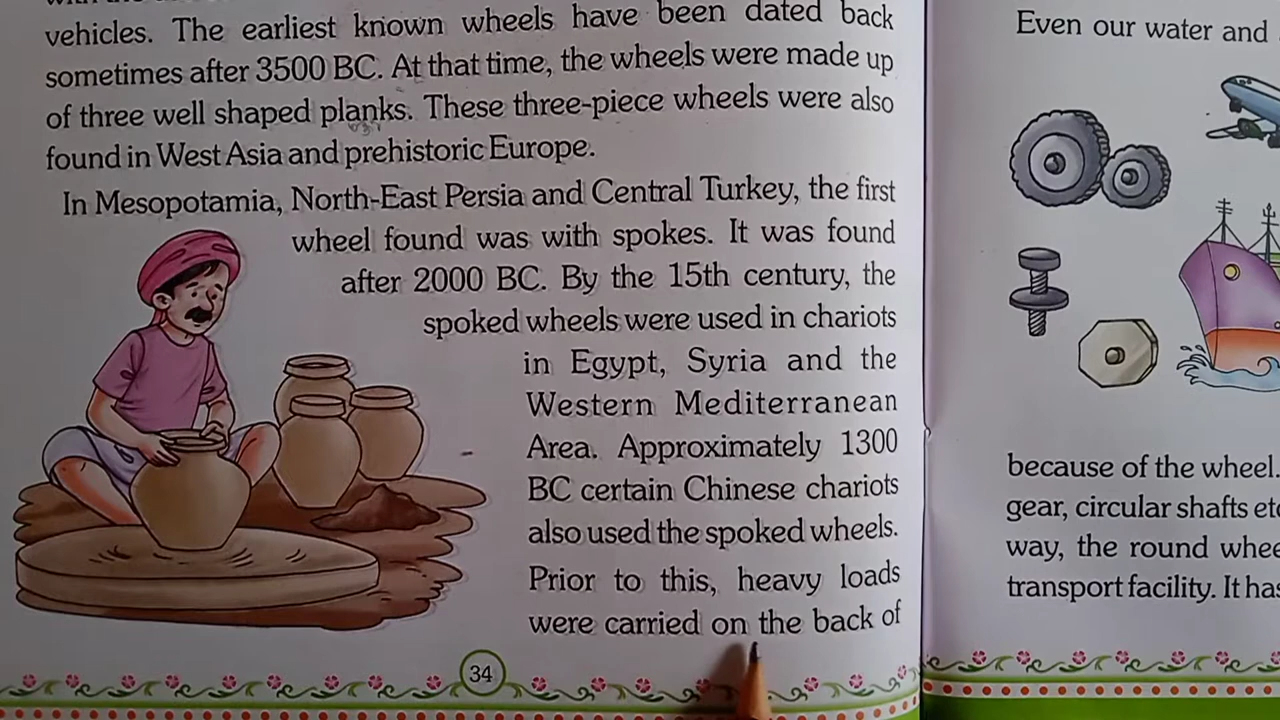 vehicles. The earliest known wheels have been dated back
sometimes after 3500 BC. At that time, the wheels were made up
of three well shaped planks. These three-piece wheels were also
found in West Asia and prehistoric Europe.
In Mesopotamia, North-East Persia and Central Turkey, the first
wheel found was with spokes. It was found
after 2000 BC. By the 15th century, the
spoked wheels were used in chariots
in Egypt, Syria and the
Western Mediterranean
Area. Approximately 1300
BC certain Chinese chariots
also used the spoked wheels.
Prior to this, heavy loads
were carried on the back of
34
Even our water and
because of the wheel.
gear, circular shafts
way, the round
transport facility. It